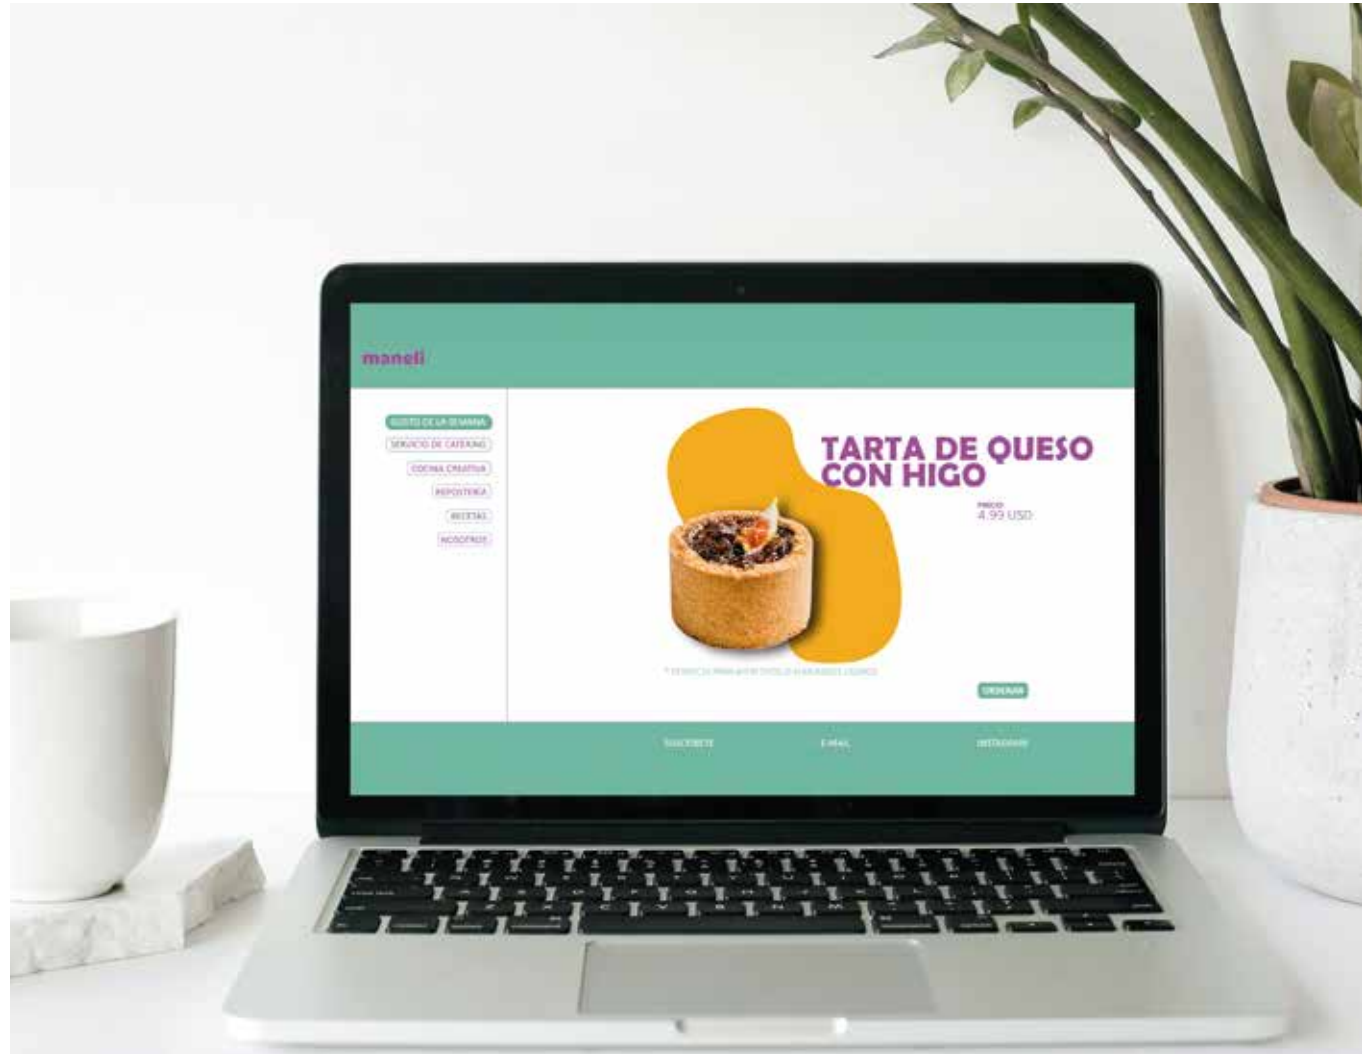 maneli
GUSTO DE LA SEMANA
SERVICIO DE CATERING
COCINA CREATIVA
REPOSTERÍA
RECETAS
NOSOTROS
TARTA DE QUESO
CON HIGO
PRECIO
4.99 USD
ORDENAR
SUSCRÍBETE
E-MAIL
INSTAGRAM